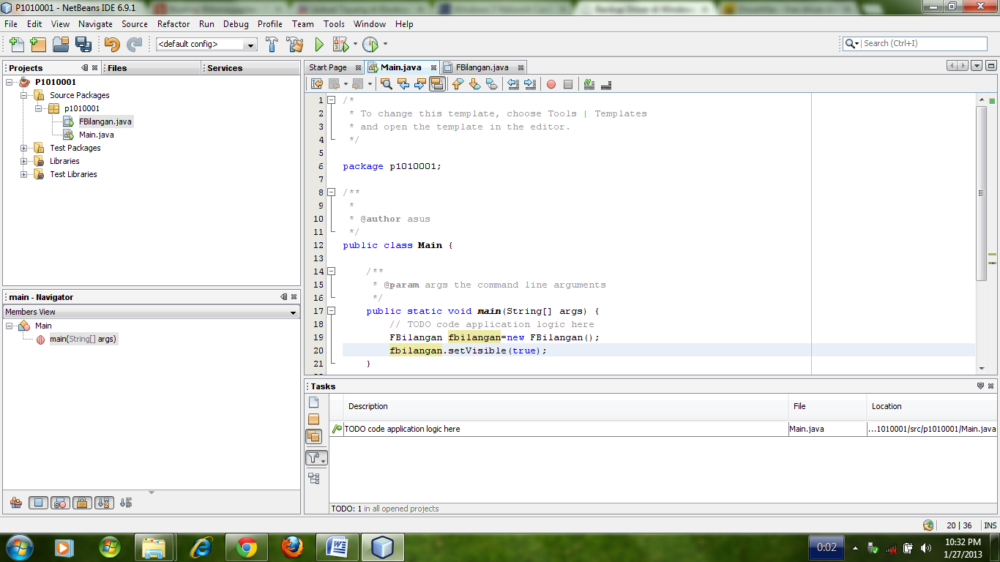 P1010001 - NetBeans IDE 6.9.1
File Edit View Navigate Source Refactor Run Debug Profile Team Tools Window Help
<default config>
Search (Ctrl+I)
Projects
Files
Services
P1010001
Source Packages
p1010001
FBilangan.java
Main.java
Test Packages
Libraries
Test Libraries
main - Navigator
Members View
Main
main(String[] args)
Start Page
Main.java
FBilangan.java
1 /*
2 * To change this template, choose Tools | Templates
3 * and open the template in the editor.
4 */
5
6 package p1010001;
7
8 /**
9 *
10 * @author asus
11 */
12 public class Main {
13
14 /**
15 * @param args the command line arguments
16 */
17 public static void main(String[] args) {
18 // TODO code application logic here
19 FBilangan fbilangan=new FBilangan();
20 fbilangan.setVisible(true);
21 }
Tasks
Description File Location
TODO code application logic here Main.java ...1010001/src/p1010001/Main.java
TODO: 1 in all opened projects
20 | 36 INS
0:02
10:32 PM
1/27/2013